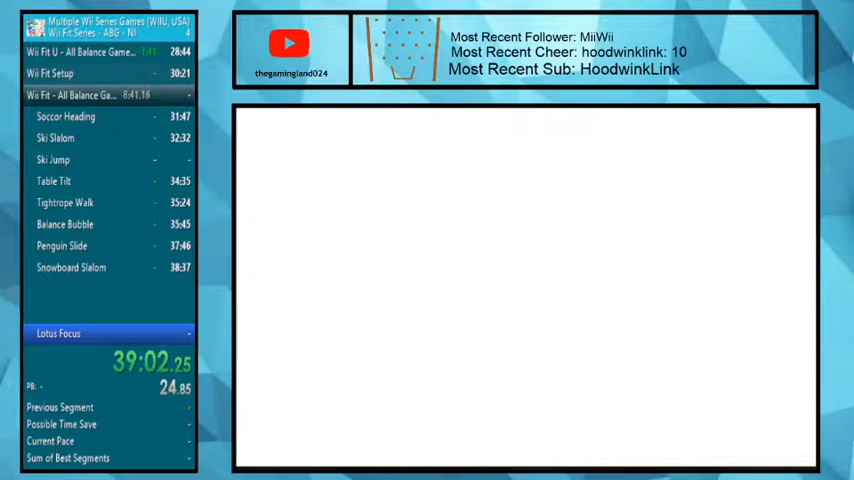 Multiple Wii Series Games (WIIU, USA)
Wii Fit Series - ABG - NI 4
Wii Fit U - All Balance Game... 1:41 28:44
Wii Fit Setup - 30:21
Wii Fit - All Balance Ga... 8:41.18 -
Soccor Heading - 31:47
Ski Slalom - 32:32
Ski Jump - -
Table Tilt - 34:35
Tightrope Walk - 35:24
Balance Bubble - 35:45
Penguin Slide - 37:46
Snowboard Slalom - 38:37
Lotus Focus -
39:02.25
PB: - 24.85
Previous Segment -
Possible Time Save -
Current Pace -
Sum of Best Segments -
thegamingland024
Most Recent Follower: MiiWii
Most Recent Cheer: hoodwinklink: 10
Most Recent Sub: HoodwinkLink